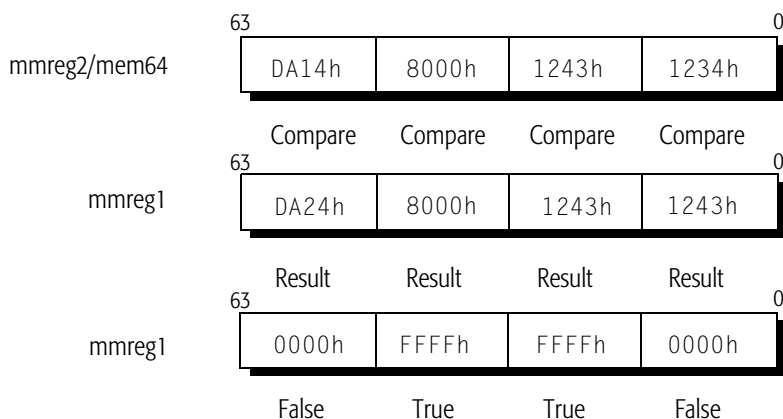 63 0
mmreg2/mem64 DA14h 8000h 1243h 1234h
Compare Compare Compare Compare
63 0
mmreg1 DA24h 8000h 1243h 1243h
Result Result Result Result
63 0
mmreg1 0000h FFFFh FFFFh 0000h
False True True False